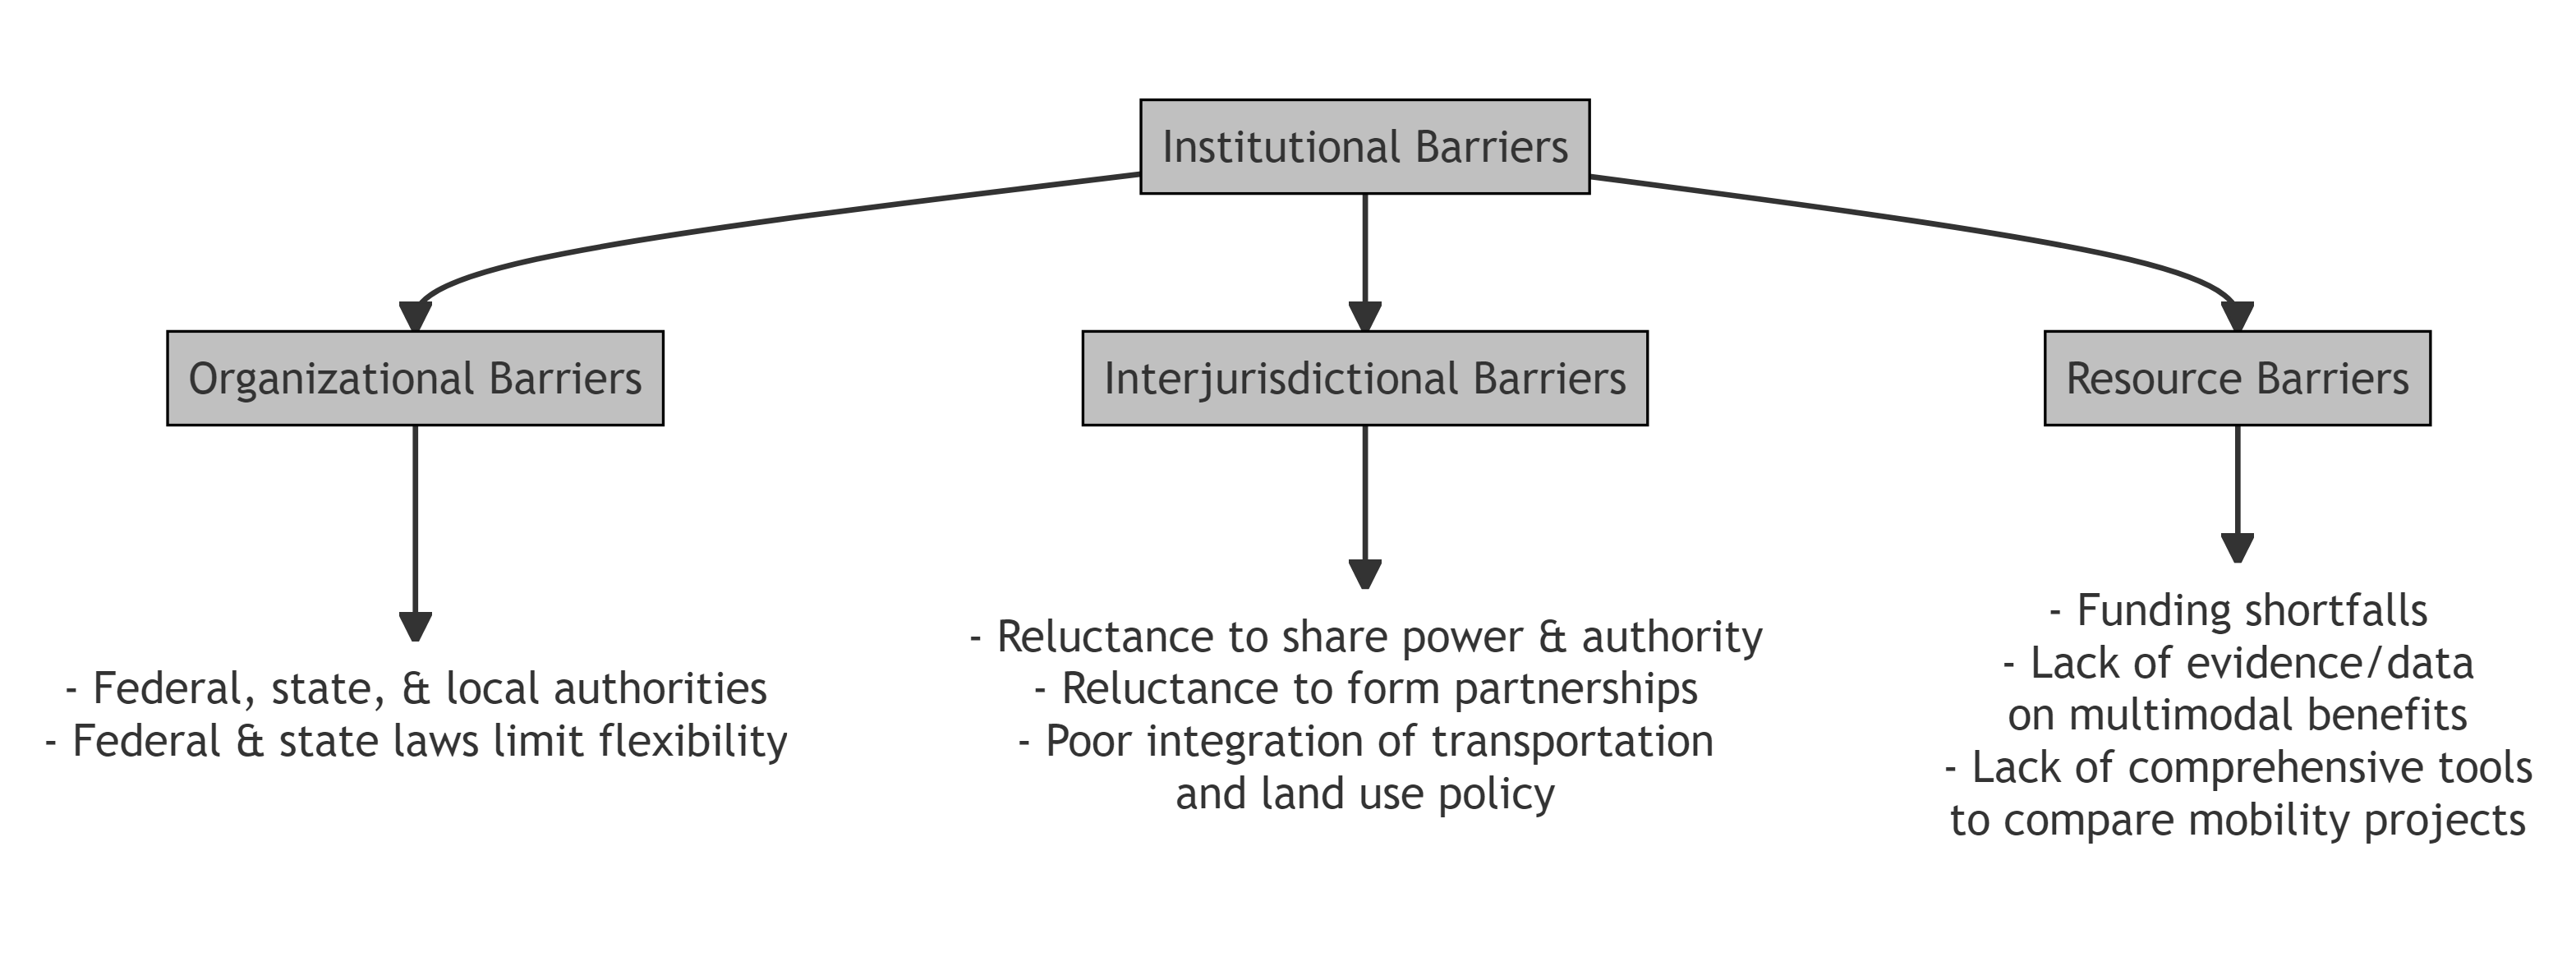 Institutional Barriers
Organizational Barriers
Interjurisdictional Barriers
Resource Barriers
- Federal, state, & local authorities
- Federal & state laws limit flexibility
- Reluctance to share power & authority
- Reluctance to form partnerships
- Poor integration of transportation
and land use policy
- Funding shortfalls
- Lack of evidence/data
on multimodal benefits
- Lack of comprehensive tools
to compare mobility projects